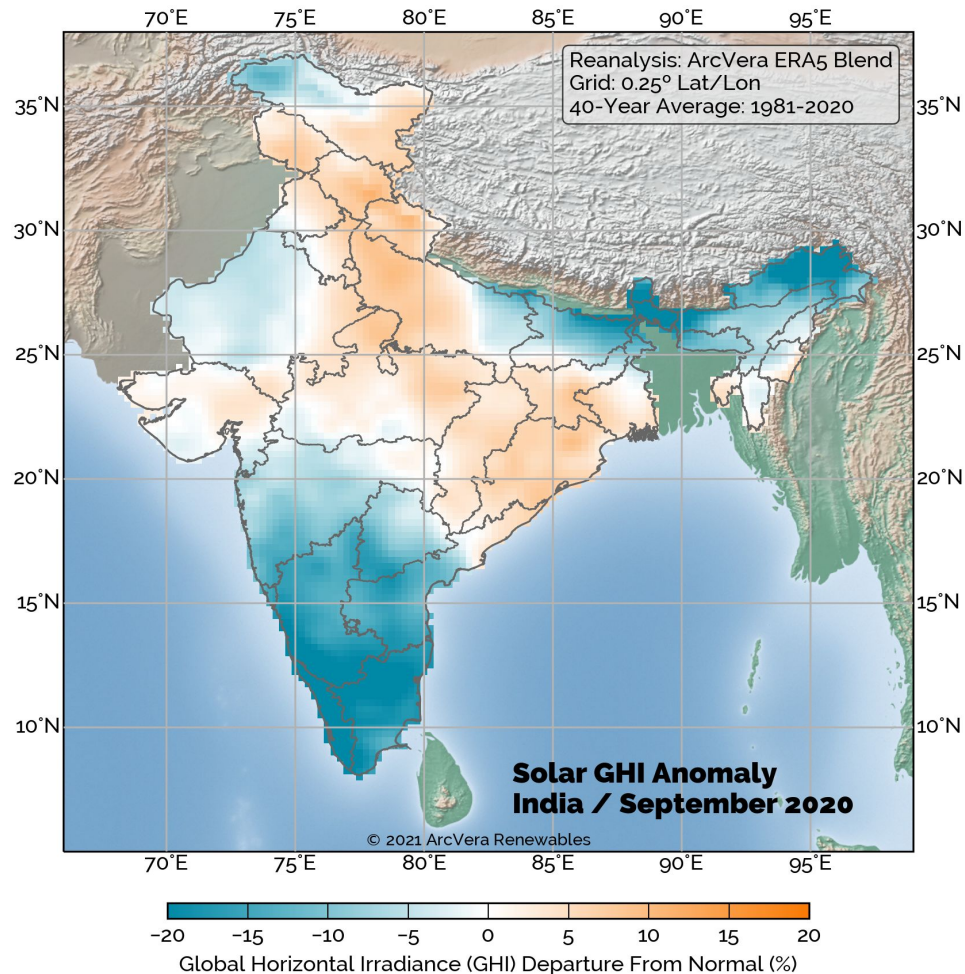 70°E 75°E 80°E 85°E 90°E 95°E
Reanalysis: ArcVera ERA5 Blend
Grid: 0.25º Lat/Lon
40-Year Average: 1981-2020
35°N 35°N
30°N 30°N
25°N 25°N
20°N 20°N
15°N 15°N
10°N 10°N
Solar GHI Anomaly
India / September 2020
© 2021 ArcVera Renewables
70°E 75°E 80°E 85°E 90°E 95°E
−20 −15 −10 −5 0 5 10 15 20
Global Horizontal Irradiance (GHI) Departure From Normal (%)